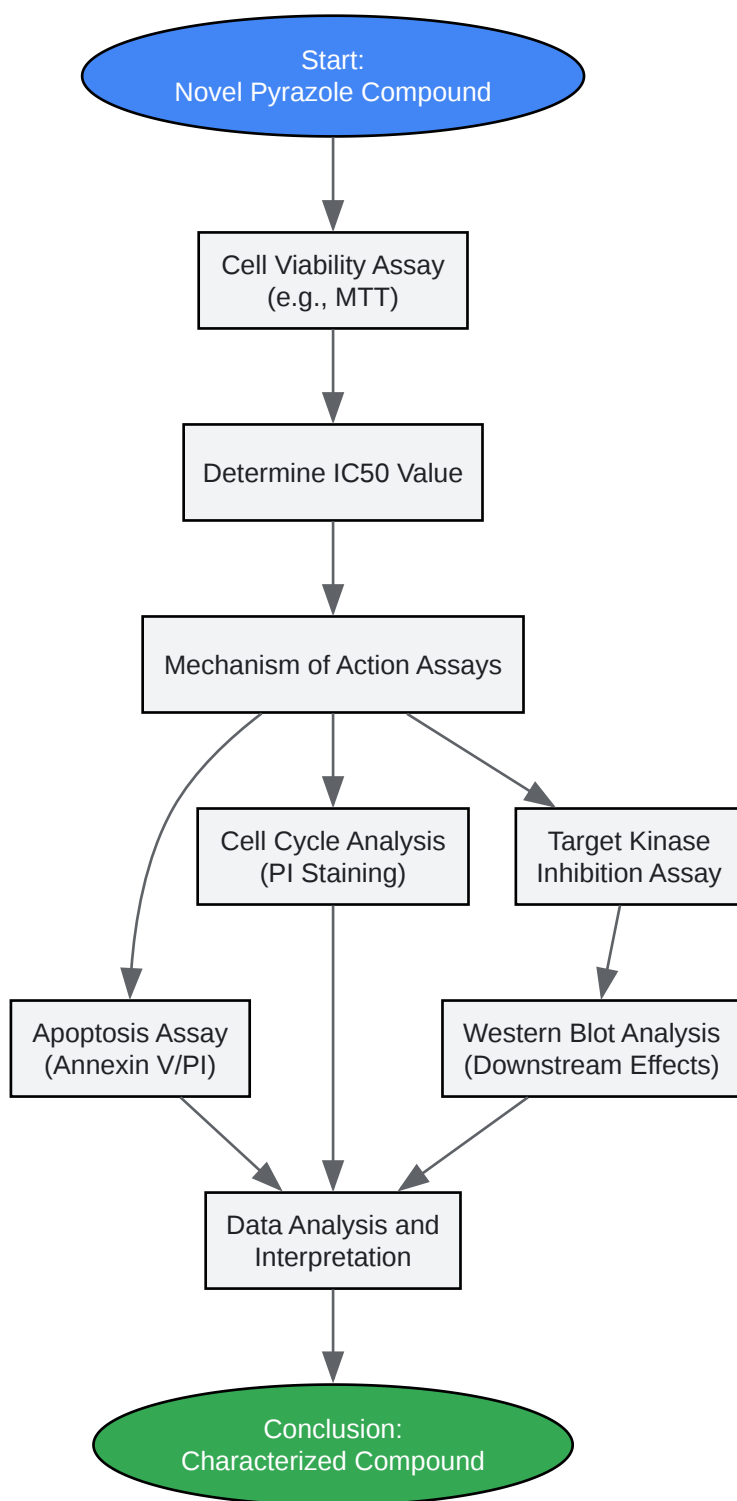 Start:
Novel Pyrazole Compound
Cell Viability Assay
(e.g., MTT)
Determine IC50 Value
Mechanism of Action Assays
Cell Cycle Analysis
(PI Staining)
Target Kinase
Inhibition Assay
Apoptosis Assay
(Annexin V/PI)
Western Blot Analysis
(Downstream Effects)
Data Analysis and
Interpretation
Conclusion:
Characterized Compound